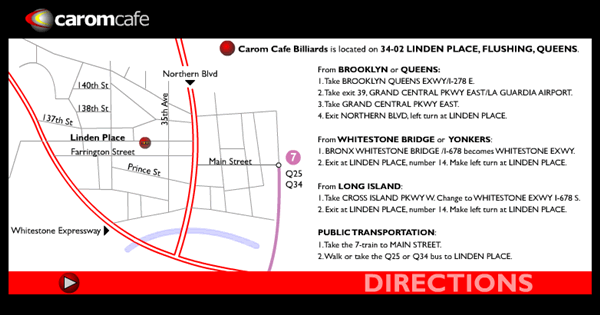 caromcafe
Carom Cafe Billiards is located on 34-02 LINDEN PLACE, FLUSHING, QUEENS.
Northern Blvd
140th St
138th St
137th St
35th Ave
Linden Place
Farrington Street
Prince St
Main Street
7
Q25
Q34
Whitestone Expressway
From BROOKLYN or QUEENS:
1. Take BROOKLYN QUEENS EXWY/I-278 E.
2. Take exit 39, GRAND CENTRAL PKWY EAST/LA GUARDIA AIRPORT.
3. Take GRAND CENTRAL PKWY EAST.
4. Exit NORTHERN BLVD, left turn at LINDEN PLACE.
From WHITESTONE BRIDGE or YONKERS:
1. BRONX WHITESTONE BRIDGE /I-678 becomes WHITESTONE EXWY.
2. Exit at LINDEN PLACE, number 14. Make left turn at LINDEN PLACE.
From LONG ISLAND:
1. Take CROSS ISLAND PKWY W. Change to WHITESTONE EXWY I-678 S.
2. Exit at LINDEN PLACE, number 14. Make left turn at LINDEN PLACE.
PUBLIC TRANSPORTATION:
1. Take the 7-train to MAIN STREET.
2. Walk or take the Q25 or Q34 bus to LINDEN PLACE.
DIRECTIONS